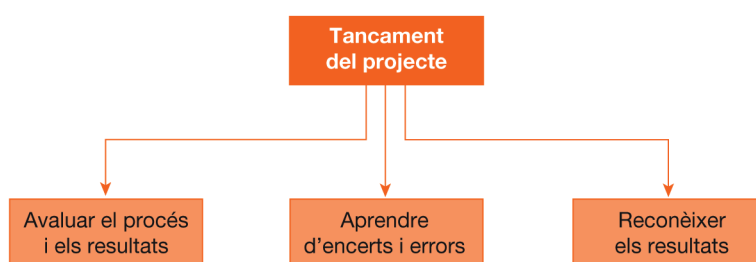 Tancament
del projecte
Avaluar el procés
i els resultats
Aprendre
d'encerts i errors
Reconèixer
els resultats